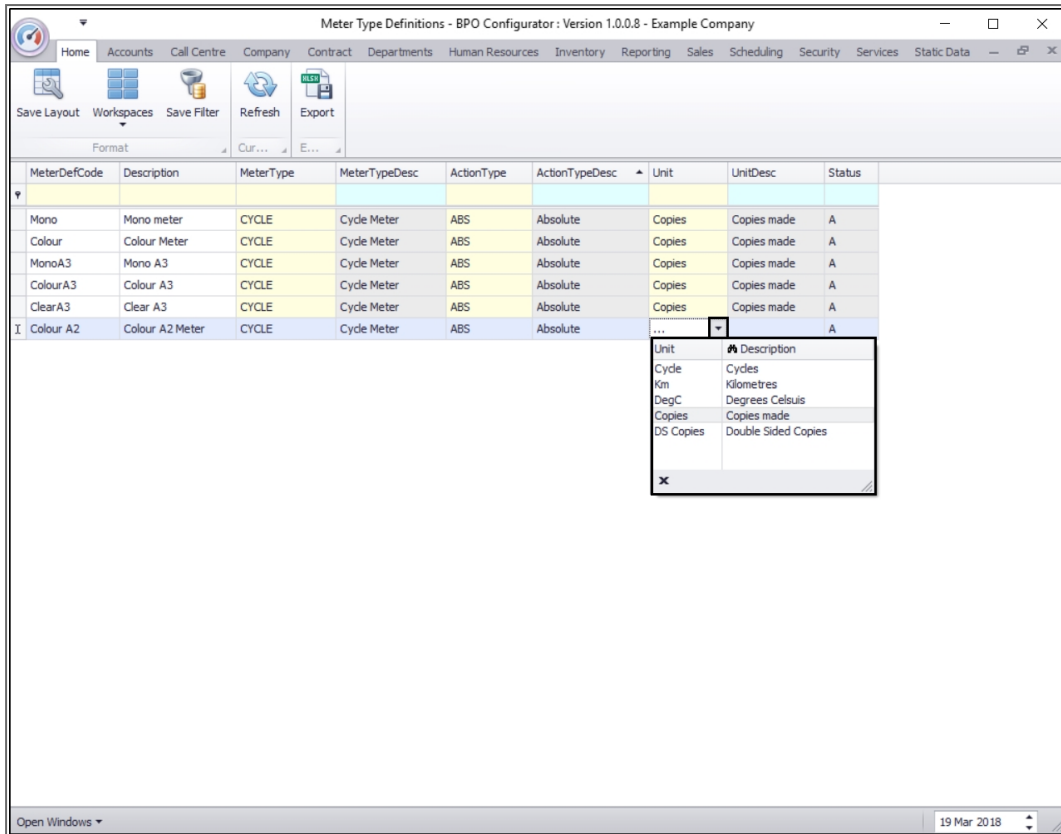 Meter Type Definitions - BPO Configurator : Version 1.0.0.8 - Example Company
Home Accounts Call Centre Company Contract Departments Human Resources Inventory Reporting Sales Scheduling Security Services Static Data
XLSX
Save Layout Workspaces Save Filter Refresh Export
Format Cur... E...
MeterDefCode Description MeterType MeterTypeDesc ActionType ActionTypeDesc Unit UnitDesc Status
Mono Mono meter CYCLE Cycle Meter ABS Absolute Copies Copies made A
Colour Colour Meter CYCLE Cycle Meter ABS Absolute Copies Copies made A
MonoA3 Mono A3 CYCLE Cycle Meter ABS Absolute Copies Copies made A
ColourA3 Colour A3 CYCLE Cycle Meter ABS Absolute Copies Copies made A
ClearA3 Clear A3 CYCLE Cycle Meter ABS Absolute Copies Copies made A
Colour A2 Colour A2 Meter CYCLE Cycle Meter ABS Absolute ... A
Unit Description
Cycle Cycles
Km Kilometres
DegC Degrees Celsuis
Copies Copies made
DS Copies Double Sided Copies
x
Open Windows 19 Mar 2018